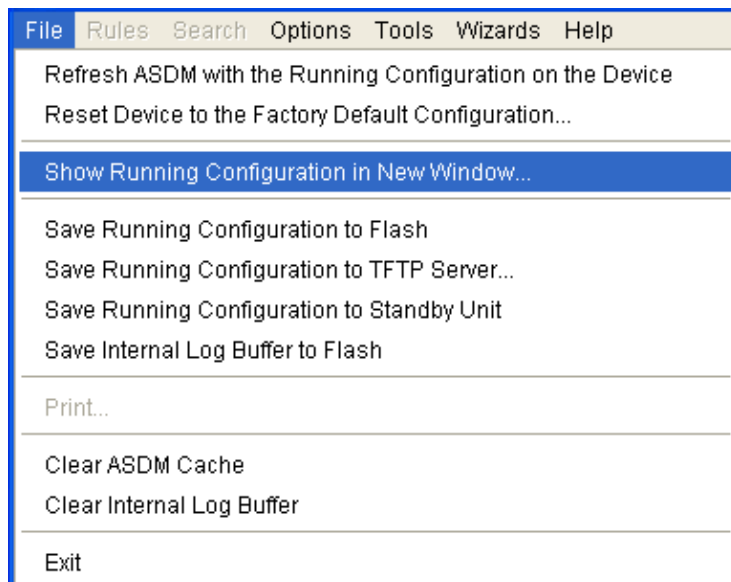 File Rules Search Options Tools Wizards Help
Refresh ASDM with the Running Configuration on the Device
Reset Device to the Factory Default Configuration...
Show Running Configuration in New Window...
Save Running Configuration to Flash
Save Running Configuration to TFTP Server...
Save Running Configuration to Standby Unit
Save Internal Log Buffer to Flash
Print...
Clear ASDM Cache
Clear Internal Log Buffer
Exit